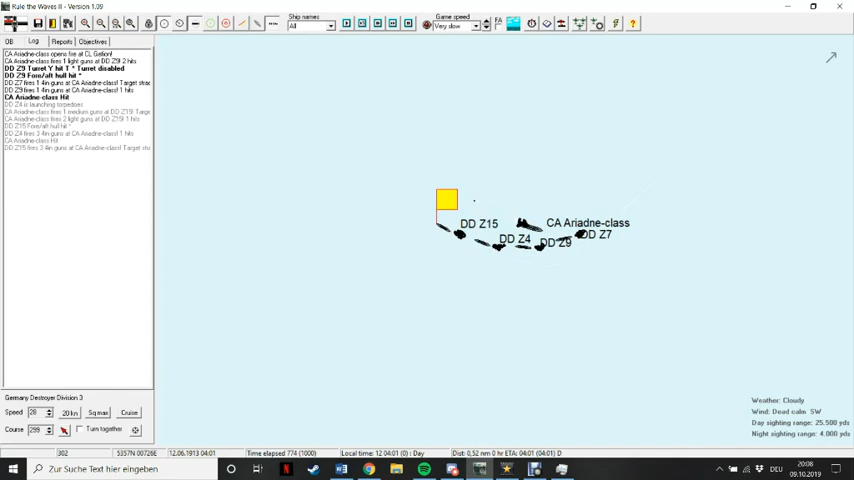 Rule the Waves II - Version 1.09
Ship names
All
Game speed
Very slow
FA
OB Log Reports Objectives
CA Ariadne-class opens fire at CL Gation!
CA Ariadne-class fires 1 light guns at DD Z9! 2 hits
DD Z9 Turret Y hit T * Turret disabled
DD Z9 Fore/aft hull hit *
DD Z7 fires 1 4in guns at CA Ariadne-class! Target strad
DD Z9 fires 1 4in guns at CA Ariadne-class! 1 hits
CA Ariadne-class Hit
DD Z4 is launching torpedoes
CA Ariadne-class fires 1 medium guns at DD Z15! Targe
CA Ariadne-class fires 2 light guns at DD Z15! 1 hits
DD Z15 Fore/aft hull hit *
DD Z4 fires 3 4in guns at CA Ariadne-class! 1 hits
CA Ariadne-class Hit
DD Z15 fires 3 4in guns at CA Ariadne-class! Target stra
DD Z15
CA Ariadne-class
DD Z4
DD Z9
DD Z7
German Destroyer Division 3
Speed 28 20 kn Sq max Cruise
Course 299 Turn together
Weather: Cloudy
Wind: Dead calm SW
Day sighting range: 25.500 yds
Night sighting range: 4.000 yds
302 5357N 00726E 12.06.1913 04:01 Time elapsed 774 (1000) Local time: 12 04:01 () : Day Dist: 0,52 nm 0 hr ETA: 04:01 (04:01) D
Zur Suche Text hier eingeben
DEU
20:08
09.10.2019